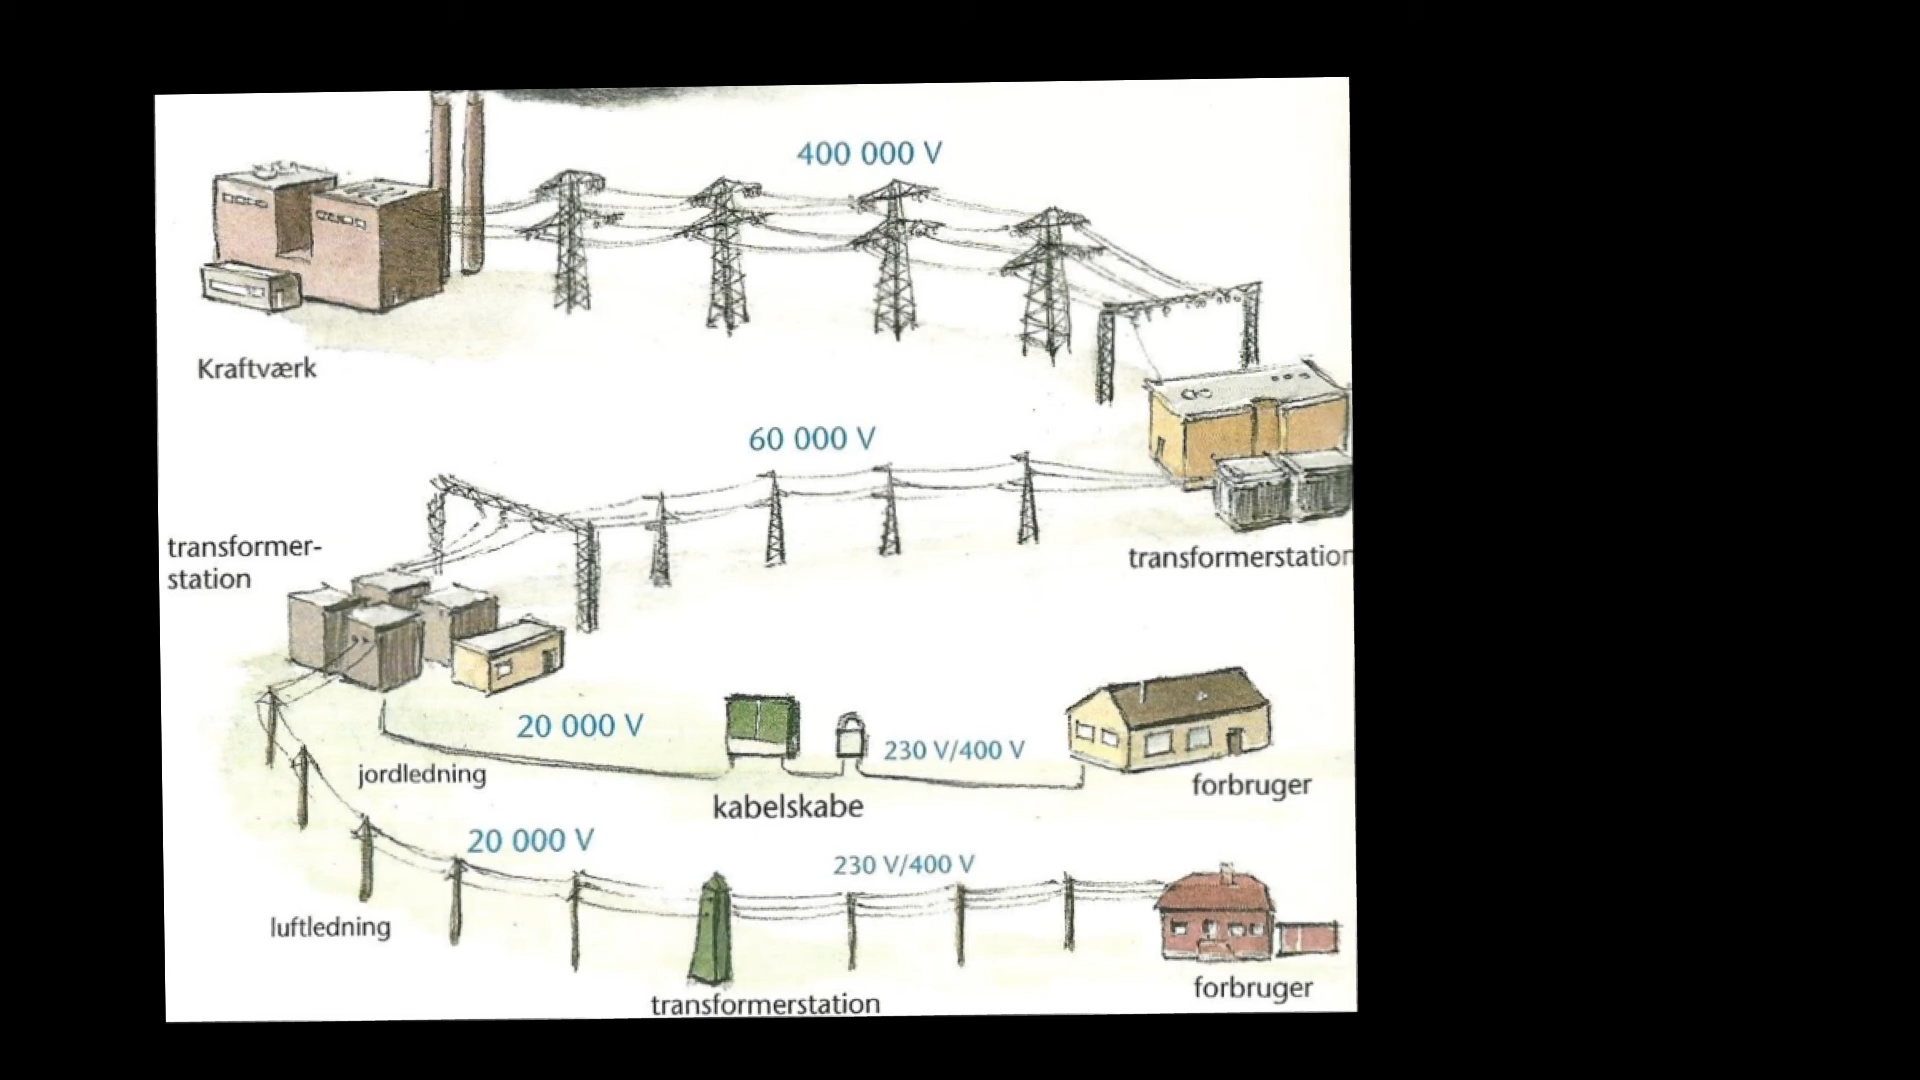 400 000 V
Kraftværk
60 000 V
transformer-
station
transformerstation
20 000 V
230 V/400 V
jordledning
kabelskabe
forbruger
20 000 V
230 V/400 V
luftledning
transformerstation
forbruger